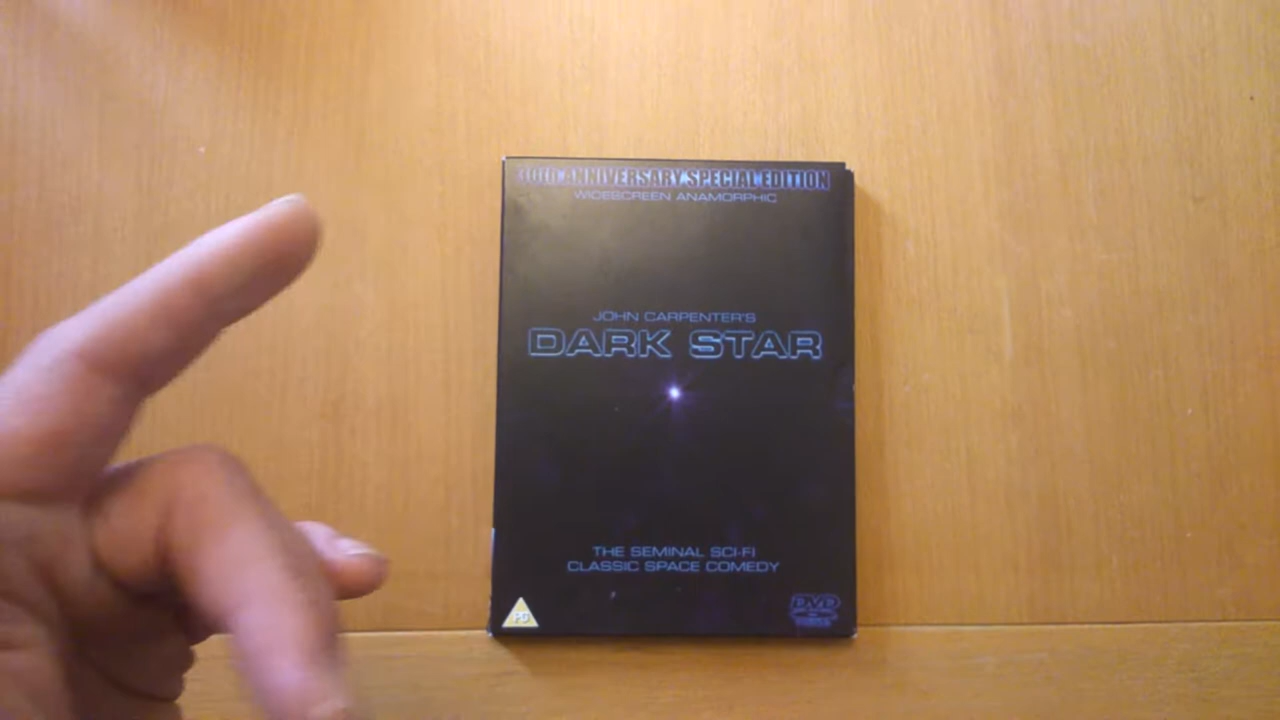 ANNIVERSARY SPECIAL EDITION
WIDESCREEN ANAMORPHIC
JOHN CARPENTER'S
DARK STAR
THE SEMINAL SCI-FI
CLASSIC SPACE COMEDY
PG
DVD